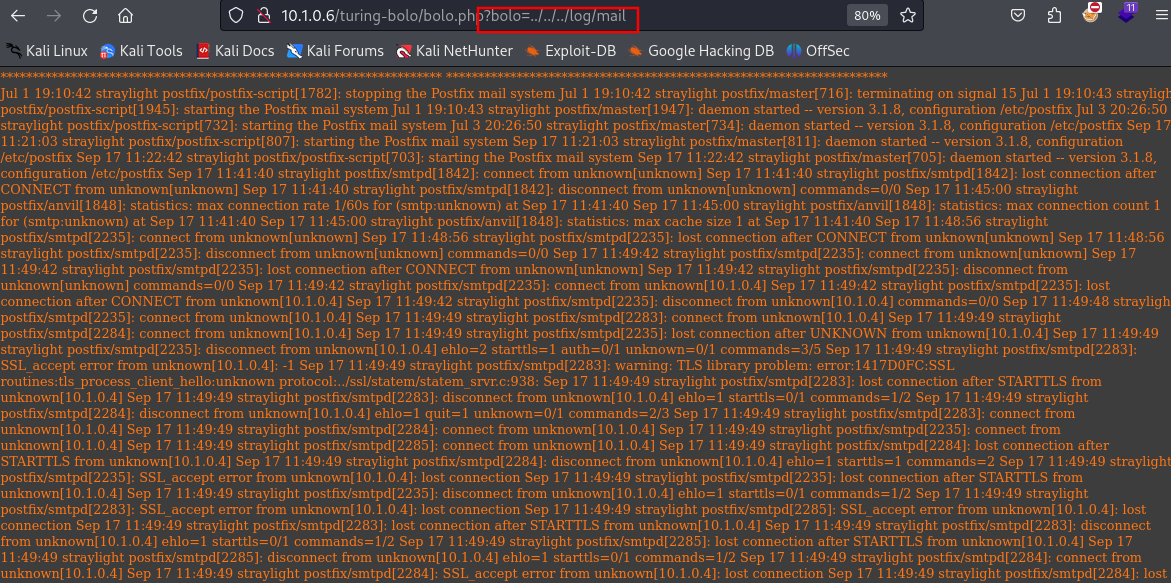 10.1.0.6/turing-bolo/bolo.php?bolo=../../../log/mail
80%
11
Kali Linux Kali Tools Kali Docs Kali Forums Kali NetHunter Exploit-DB Google Hacking DB OffSec
Jul 1 19:10:42 straylight postfix/postfix-script[1782]: stopping the Postfix mail system Jul 1 19:10:42 straylight postfix/master[716]: terminating on signal 15 Jul 1 19:10:43 straylight
postfix/postfix-script[1945]: starting the Postfix mail system Jul 1 19:10:43 straylight postfix/master[1947]: daemon started -- version 3.1.8, configuration /etc/postfix Jul 3 20:26:50
straylight postfix/postfix-script[732]: starting the Postfix mail system Jul 3 20:26:50 straylight postfix/master[734]: daemon started -- version 3.1.8, configuration /etc/postfix Sep 17
11:21:03 straylight postfix/postfix-script[807]: starting the Postfix mail system Sep 17 11:21:03 straylight postfix/master[811]: daemon started -- version 3.1.8, configuration
/etc/postfix Sep 17 11:22:42 straylight postfix/postfix-script[703]: starting the Postfix mail system Sep 17 11:22:42 straylight postfix/master[705]: daemon started -- version 3.1.8,
configuration /etc/postfix Sep 17 11:41:40 straylight postfix/smtpd[1842]: connect from unknown[unknown] Sep 17 11:41:40 straylight postfix/smtpd[1842]: lost connection after
CONNECT from unknown[unknown] Sep 17 11:41:40 straylight postfix/smtpd[1842]: disconnect from unknown[unknown] commands=0/0 Sep 17 11:45:00 straylight
postfix/anvil[1848]: statistics: max connection rate 1/60s for (smtp:unknown) at Sep 17 11:41:40 Sep 17 11:45:00 straylight postfix/anvil[1848]: statistics: max connection count 1
for (smtp:unknown) at Sep 17 11:41:40 Sep 17 11:45:00 straylight postfix/anvil[1848]: statistics: max cache size 1 at Sep 17 11:41:40 Sep 17 11:48:56 straylight
postfix/smtpd[2235]: connect from unknown[unknown] Sep 17 11:48:56 straylight postfix/smtpd[2235]: lost connection after CONNECT from unknown[unknown] Sep 17 11:48:56
straylight postfix/smtpd[2235]: disconnect from unknown[unknown] commands=0/0 Sep 17 11:49:42 straylight postfix/smtpd[2235]: connect from unknown[unknown] Sep 17
11:49:42 straylight postfix/smtpd[2235]: lost connection after CONNECT from unknown[unknown] Sep 17 11:49:42 straylight postfix/smtpd[2235]: disconnect from
unknown[unknown] commands=0/0 Sep 17 11:49:42 straylight postfix/smtpd[2235]: connect from unknown[10.1.0.4] Sep 17 11:49:42 straylight postfix/smtpd[2235]: lost
connection after CONNECT from unknown[10.1.0.4] Sep 17 11:49:42 straylight postfix/smtpd[2235]: disconnect from unknown[10.1.0.4] commands=0/0 Sep 17 11:49:48 straylight
postfix/smtpd[2235]: connect from unknown[10.1.0.4] Sep 17 11:49:49 straylight postfix/smtpd[2283]: connect from unknown[10.1.0.4] Sep 17 11:49:49 straylight
postfix/smtpd[2284]: connect from unknown[10.1.0.4] Sep 17 11:49:49 straylight postfix/smtpd[2235]: lost connection after UNKNOWN from unknown[10.1.0.4] Sep 17 11:49:49
straylight postfix/smtpd[2235]: disconnect from unknown[10.1.0.4] ehlo=2 starttls=1 auth=0/1 unknown=0/1 commands=3/5 Sep 17 11:49:49 straylight postfix/smtpd[2283]:
SSL_accept error from unknown[10.1.0.4]: -1 Sep 17 11:49:49 straylight postfix/smtpd[2283]: warning: TLS library problem: error:1417D0FC:SSL
routines:tls_process_client_hello:unknown protocol:../ssl/statem/statem_srvr.c:938: Sep 17 11:49:49 straylight postfix/smtpd[2283]: lost connection after STARTTLS from
unknown[10.1.0.4] Sep 17 11:49:49 straylight postfix/smtpd[2283]: disconnect from unknown[10.1.0.4] ehlo=1 starttls=0/1 commands=1/2 Sep 17 11:49:49 straylight
postfix/smtpd[2284]: disconnect from unknown[10.1.0.4] ehlo=1 quit=1 unknown=0/1 commands=2/3 Sep 17 11:49:49 straylight postfix/smtpd[2283]: connect from
unknown[10.1.0.4] Sep 17 11:49:49 straylight postfix/smtpd[2284]: connect from unknown[10.1.0.4] Sep 17 11:49:49 straylight postfix/smtpd[2235]: connect from
unknown[10.1.0.4] Sep 17 11:49:49 straylight postfix/smtpd[2285]: connect from unknown[10.1.0.4] Sep 17 11:49:49 straylight postfix/smtpd[2284]: lost connection after
STARTTLS from unknown[10.1.0.4] Sep 17 11:49:49 straylight postfix/smtpd[2284]: disconnect from unknown[10.1.0.4] ehlo=1 starttls=1 commands=2 Sep 17 11:49:49 straylight
postfix/smtpd[2235]: SSL_accept error from unknown[10.1.0.4]: lost connection Sep 17 11:49:49 straylight postfix/smtpd[2235]: lost connection after STARTTLS from
unknown[10.1.0.4] Sep 17 11:49:49 straylight postfix/smtpd[2235]: disconnect from unknown[10.1.0.4] ehlo=1 starttls=0/1 commands=1/2 Sep 17 11:49:49 straylight
postfix/smtpd[2283]: SSL_accept error from unknown[10.1.0.4]: lost connection Sep 17 11:49:49 straylight postfix/smtpd[2285]: SSL_accept error from unknown[10.1.0.4]: lost
connection Sep 17 11:49:49 straylight postfix/smtpd[2283]: lost connection after STARTTLS from unknown[10.1.0.4] Sep 17 11:49:49 straylight postfix/smtpd[2283]: disconnect
from unknown[10.1.0.4] ehlo=1 starttls=0/1 commands=1/2 Sep 17 11:49:49 straylight postfix/smtpd[2285]: lost connection after STARTTLS from unknown[10.1.0.4] Sep 17
11:49:49 straylight postfix/smtpd[2285]: disconnect from unknown[10.1.0.4] ehlo=1 starttls=0/1 commands=1/2 Sep 17 11:49:49 straylight postfix/smtpd[2284]: connect from
unknown[10.1.0.4] Sep 17 11:49:49 straylight postfix/smtpd[2284]: SSL_accept error from unknown[10.1.0.4]: lost connection Sep 17 11:49:49 straylight postfix/smtpd[2284]: lost